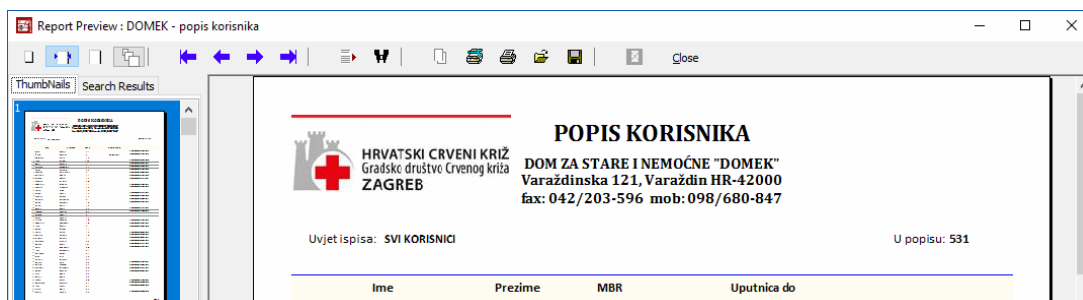 Report Preview : DOMEK - popis korisnika
Close
ThumbNails Search Results
1
POPIS KORISNIKA
HRVATSKI CRVENI KRIŽ
Gradsko društvo Crvenog križa
ZAGREB
DOM ZA STARE I NEMOĆNE "DOMEK"
Varaždinska 121, Varaždin HR-42000
fax: 042/203-596 mob: 098/680-847
Uvjet ispisa: SVI KORISNICI
U popisu: 531
Ime Prezime MBR Uputnica do